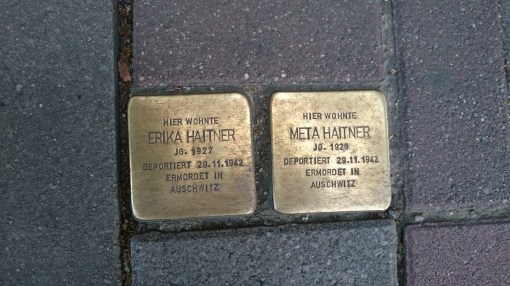 HIER WOHNTE
ERIKA HAITNER
JG. 1927
DEPORTIERT 29.11.1942
ERMORDET IN
AUSCHWITZ
HIER WOHNTE
META HAITNER
JG. 1928
DEPORTIERT 29.11.1942
ERMORDET IN
AUSCHWITZ